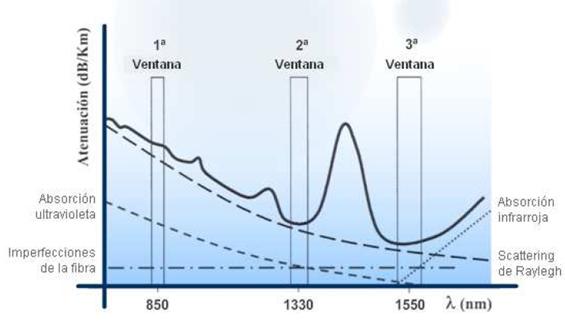 1ª
Ventana
2ª
Ventana
3ª
Ventana
Atenuación (dB/Km)
Absorción
ultravioleta
Imperfecciones
de la fibra
Absorción
infrarroja
Scattering
de Raylegh
850
1330
1550
λ (nm)